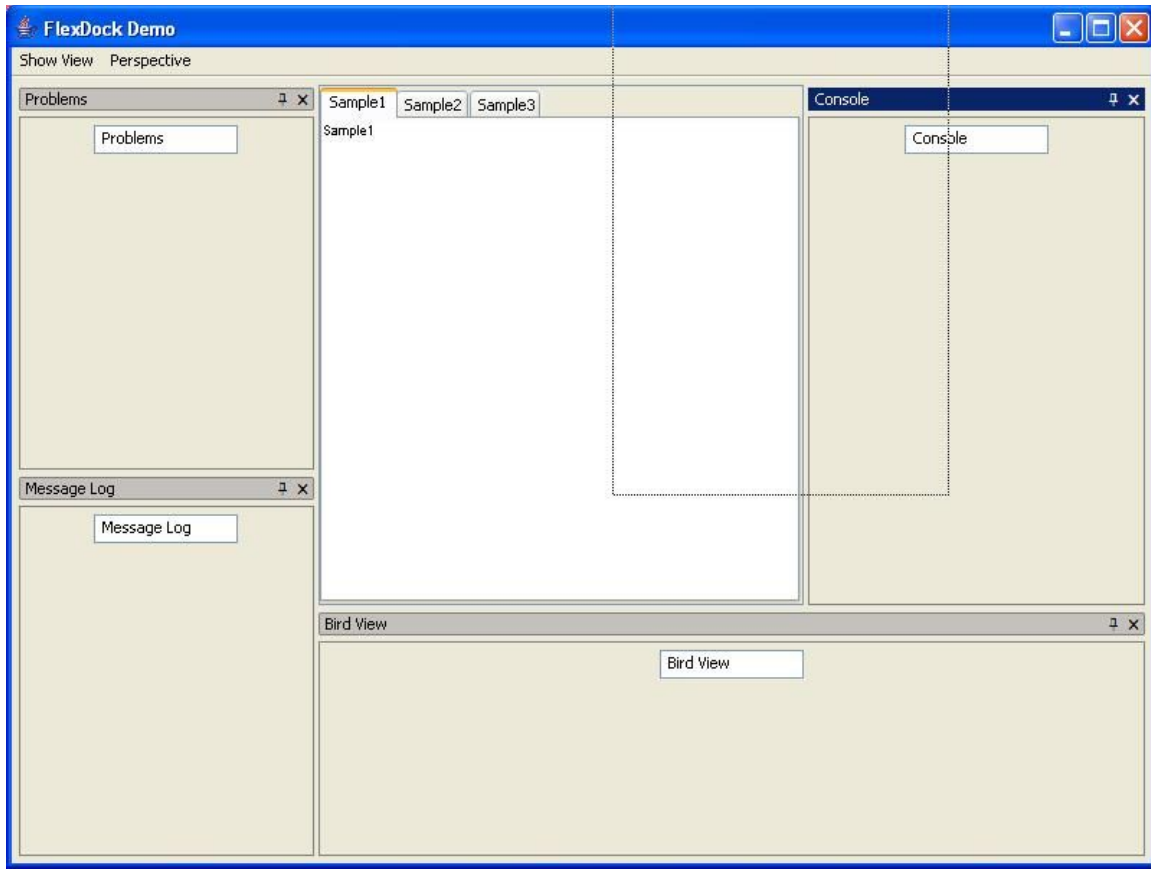 FlexDock Demo
Show View Perspective
Problems
Problems
Sample1 Sample2 Sample3
Sample1
Console
Console
Message Log
Message Log
Bird View
Bird View